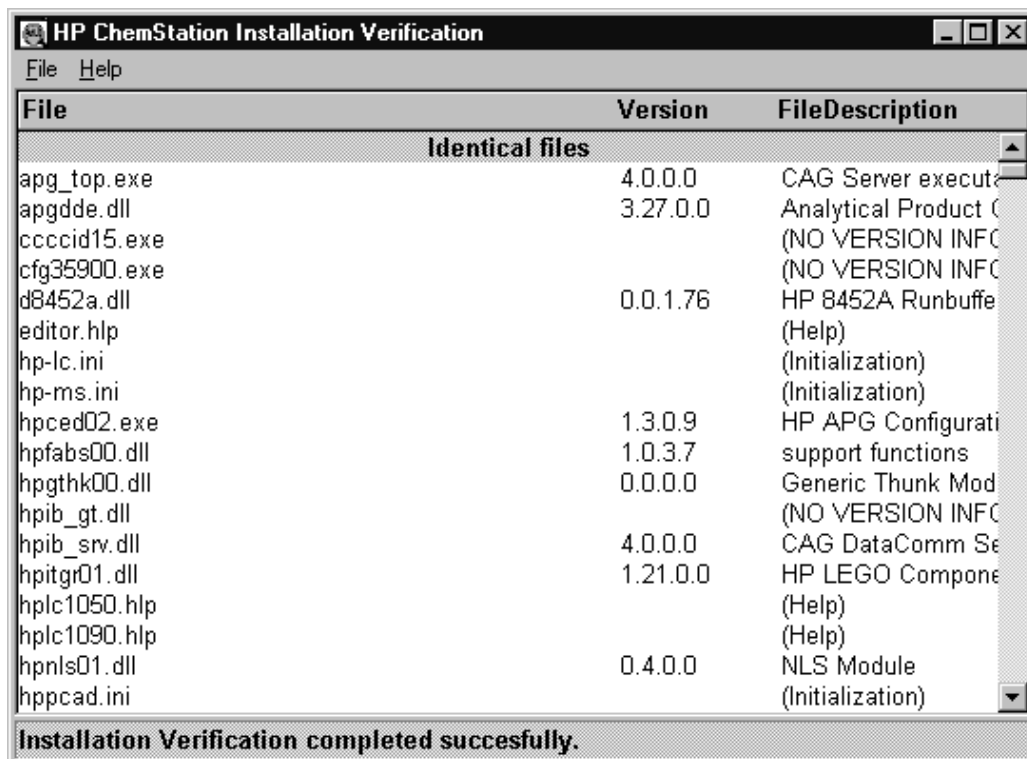 HP ChemStation Installation Verification
File Help
File Version FileDescription
Identical files
apg_top.exe 4.0.0.0 CAG Server executa
apgdde.dll 3.27.0.0 Analytical Product
ccccid15.exe (NO VERSION INFO
cfg35900.exe (NO VERSION INFO
d8452a.dll 0.0.1.76 HP 8452A Runbuffe
editor.hlp (Help)
hp-lc.ini (Initialization)
hp-ms.ini (Initialization)
hpced02.exe 1.3.0.9 HP APG Configurati
hpfabs00.dll 1.0.3.7 support functions
hpgthk00.dll 0.0.0.0 Generic Thunk Mod
hpib_gt.dll (NO VERSION INFO
hpib_srv.dll 4.0.0.0 CAG DataComm Se
hpitgr01.dll 1.21.0.0 HP LEGO Compone
hplc1050.hlp (Help)
hplc1090.hlp (Help)
hpnls01.dll 0.4.0.0 NLS Module
hppcad.ini (Initialization)
Installation Verification completed succesfully.